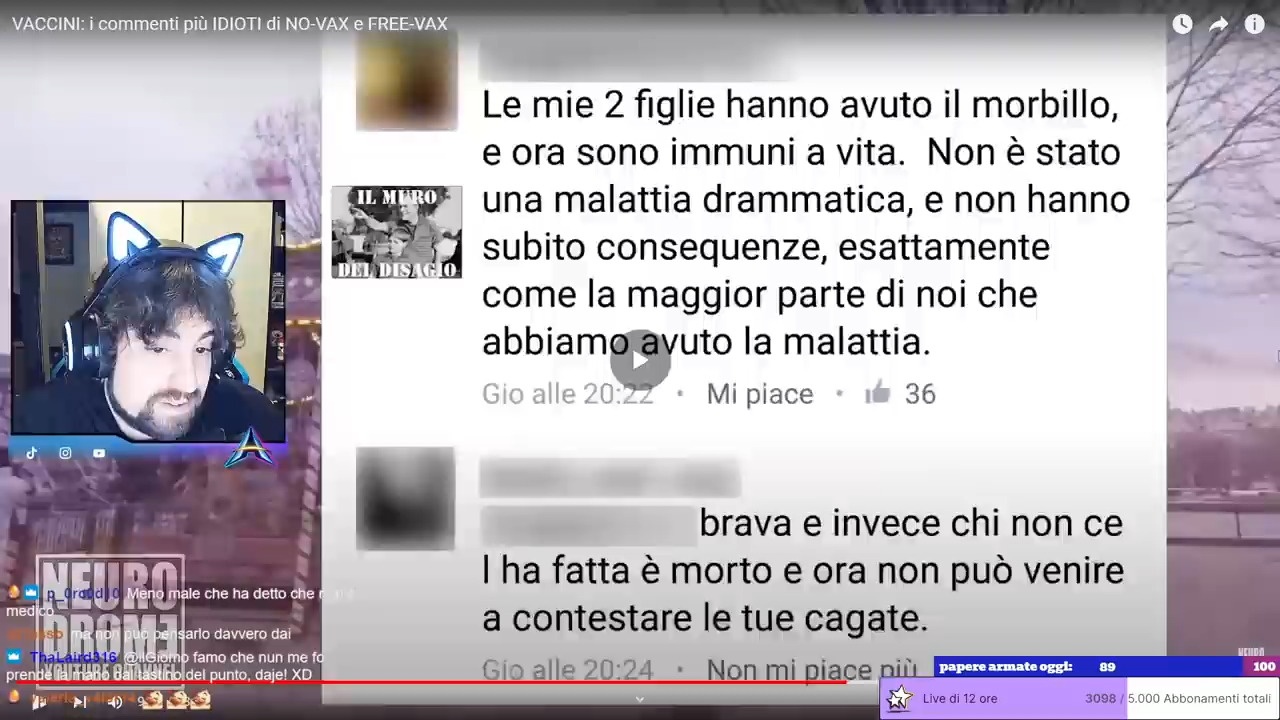 VACCINI: i commenti più IDIOTI di NO-VAX e FREE-VAX
Le mie 2 figlie hanno avuto il morbillo,
e ora sono immuni a vita. Non è stato
una malattia drammatica, e non hanno
subito consequenze, esattamente
come la maggior parte di noi che
abbiamo avuto la malattia.
Gio alle 20:22 · Mi piace · 36
IL MURO
DEL DISAGIO
brava e invece chi non ce
l ha fatta è morto e ora non può venire
a contestare le tue cagate.
Gio alle 20:24 · Non mi piace più
NEURO
DROME
Meno male che ha detto che
medico
ma non può pensarlo davvero dai
ThaLaird316 @IlGiorno famo che nun me fo
prende la mano dal tastino del punto, daje! XD
papere armate oggi: 89 100
Live di 12 ore 3098 / 5.000 Abbonamenti totali